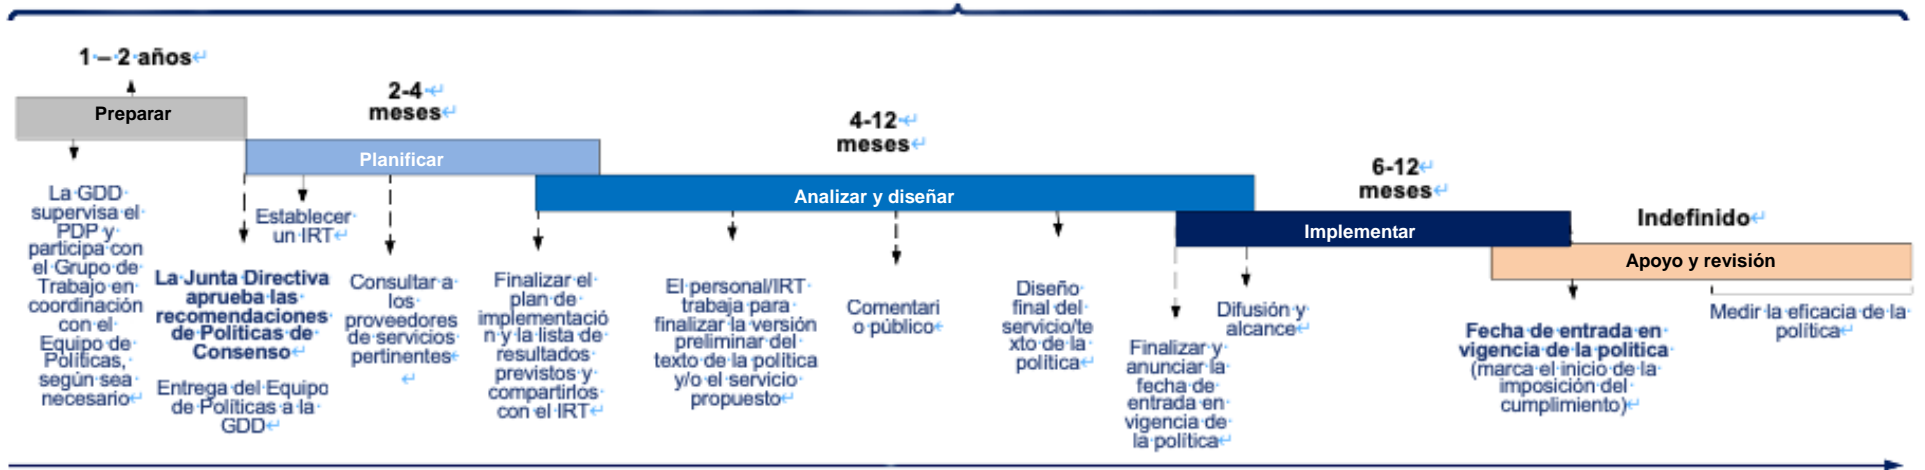 1 – 2 años
Preparar
La GDD
supervisa el
PDP y
participa con
el Grupo de
Trabajo en
coordinación
con el
Equipo de
Políticas,
según sea
necesario
2-4
meses
Planificar
La Junta Directiva
aprueba las
recomendaciones
de Políticas de
Consenso
Entrega del Equipo
de Políticas a la
GDD
Establecer
un IRT
Consultar a
los
proveedores
de servicios
pertinentes
4-12
meses
Analizar y diseñar
Finalizar el
plan de
implementació
n y la lista de
resultados
previstos y
compartirlos
con el IRT
El personal/IRT
trabaja para
finalizar la versión
preliminar del
texto de la política
y/o el servicio
propuesto
Comentari
o público
Diseño
final del
servicio/te
xto de la
política
6-12
meses
Implementar
Finalizar y
anunciar la
fecha de
entrada en
vigencia de
la política
Difusión y
alcance
Indefinido
Apoyo y revisión
Fecha de entrada en
vigencia de la política
(marca el inicio de la
imposición del
cumplimiento)
Medir la eficacia de la
política